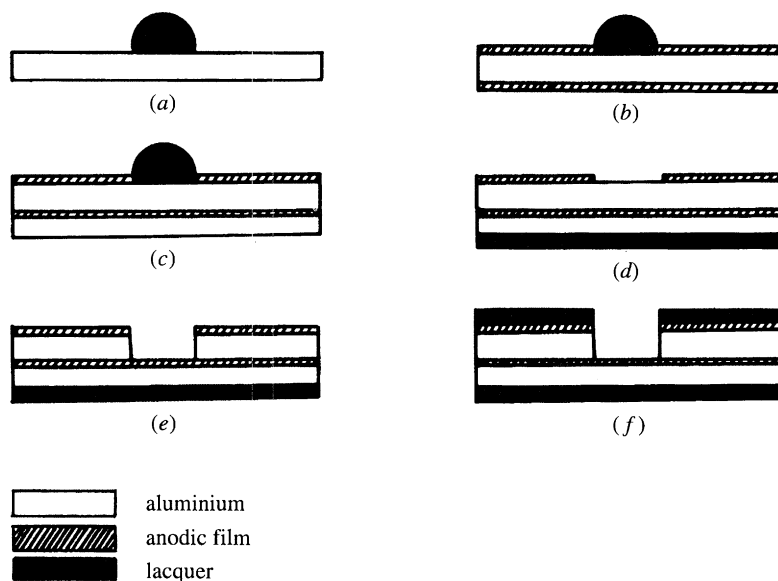 (a)
(b)
(c)
(d)
(e)
(f)
aluminium
anodic film
lacquer